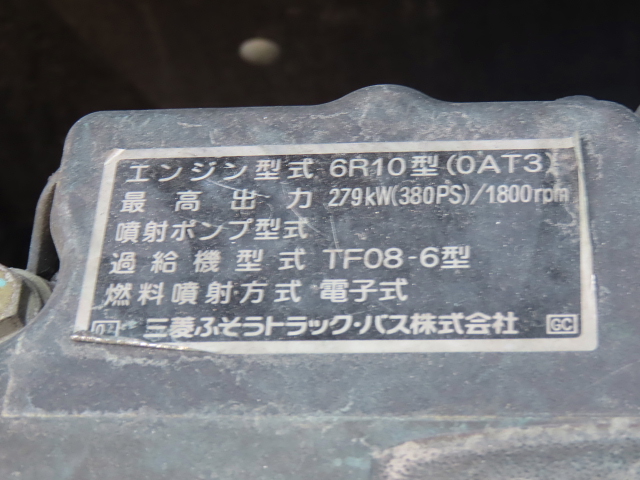 エンジン型式 6R10型(0AT3)
最高出力 279kW(380PS)/1800rpm
噴射ポンプ型式
過給機型式 TF08-6型
燃料噴射方式 電子式
三菱ふそうトラック・バス株式会社 GC